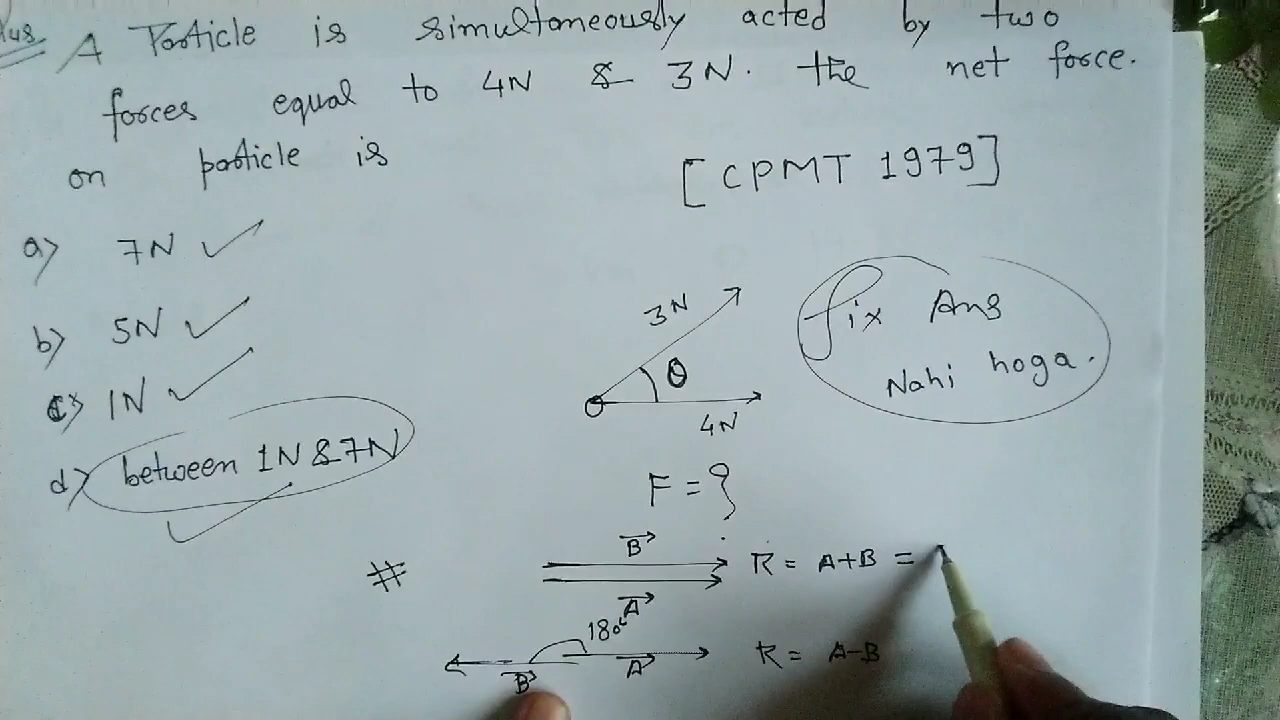 A Particle is simultaneously acted by two
forces equal to 4N & 3N. the net force.
on particle is
[CPMT 1979]
a) 7N ✓
b) 5N ✓
c) 1N ✓
d) between 1N & 7N ✓
3N
θ
4N
fix Ans
Nahi hoga.
F = ?
#
B
R = A+B =
A
180°
R = A-B
B
A